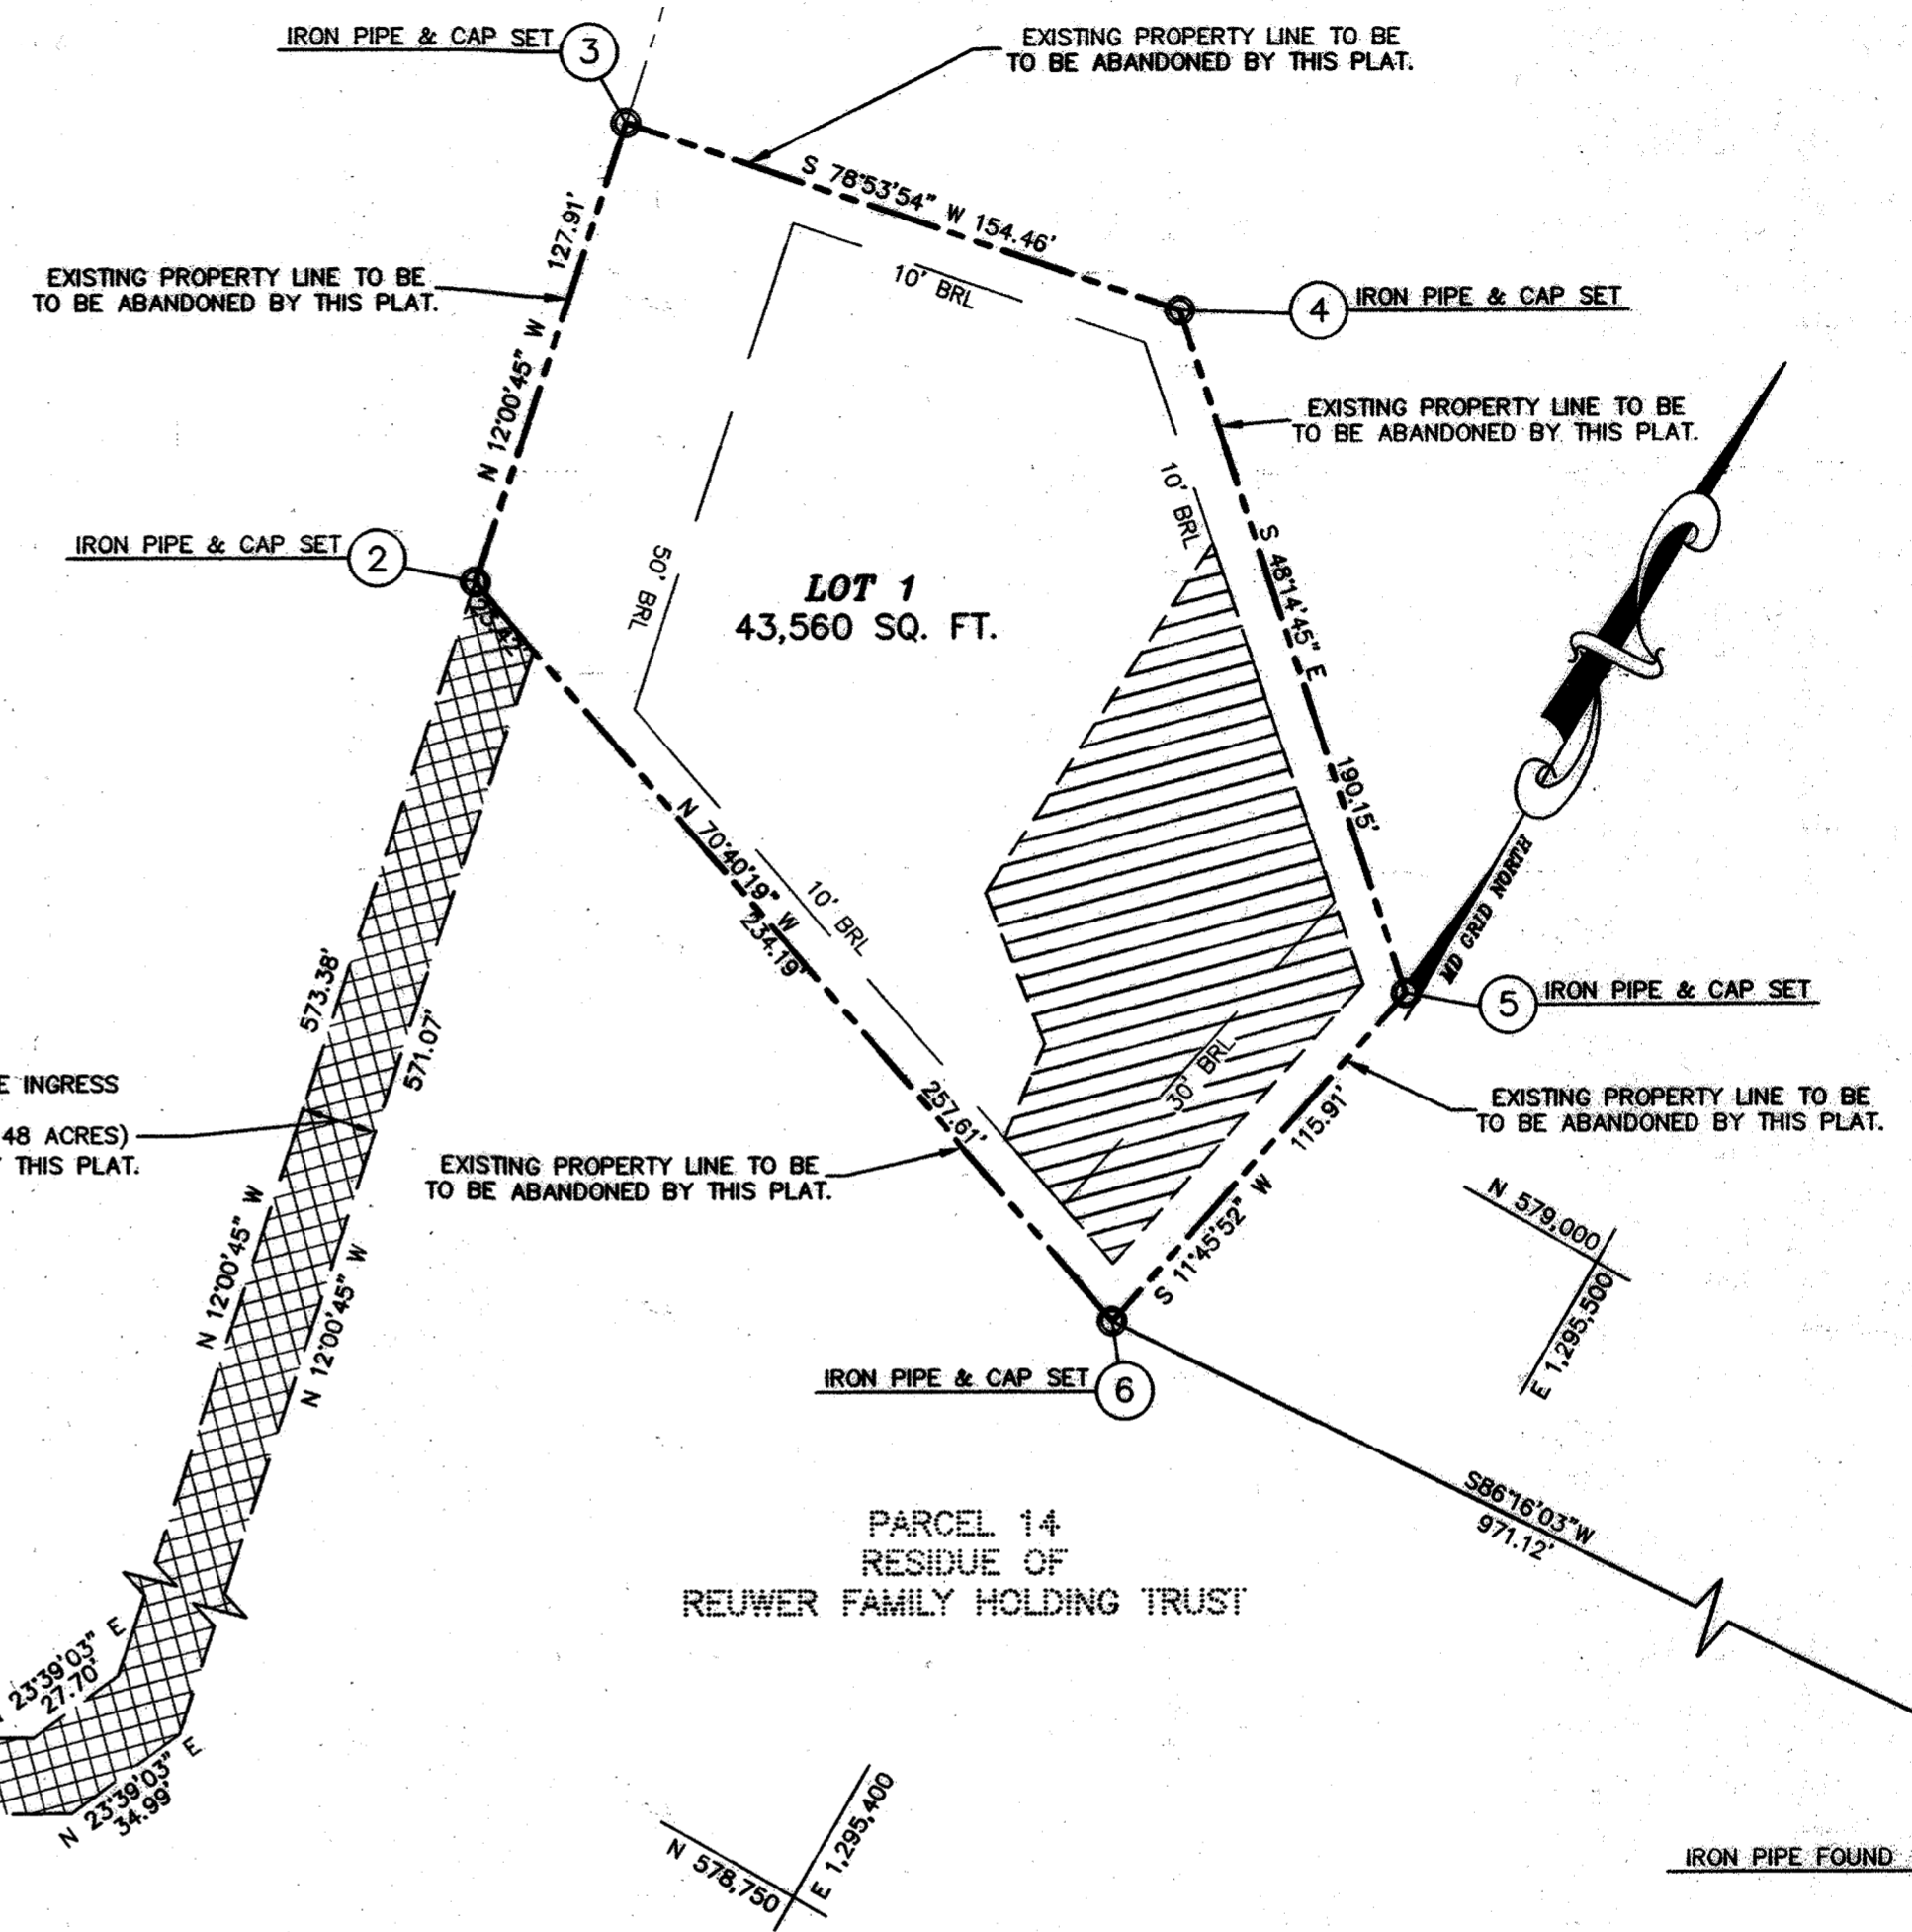 IRON PIPE & CAP SET
3
EXISTING PROPERTY LINE TO BE
TO BE ABANDONED BY THIS PLAT.
S 78°53'54" W 154.46'
127.91'
N 12°00'45" W
EXISTING PROPERTY LINE TO BE
TO BE ABANDONED BY THIS PLAT.
10' BRL
4
IRON PIPE & CAP SET
EXISTING PROPERTY LINE TO BE
TO BE ABANDONED BY THIS PLAT.
10' BRL
S 48°14'45" E
190.15'
IRON PIPE & CAP SET
2
50' BRL
LOT 1
43,560 SQ. FT.
N 70°40'19" W
234.19'
10' BRL
MD GRID NORTH
5
IRON PIPE & CAP SET
573.38'
571.07'
257.61'
30' BRL
115.91'
S 11°45'52" W
E INGRESS
48 ACRES)
THIS PLAT.
EXISTING PROPERTY LINE TO BE
TO BE ABANDONED BY THIS PLAT.
EXISTING PROPERTY LINE TO BE
TO BE ABANDONED BY THIS PLAT.
N 12°00'45" W
N 12°00'45" W
N 579,000
E 1,295,500
IRON PIPE & CAP SET
6
S86°16'03"W
971.12'
PARCEL 14
RESIDUE OF
REUWER FAMILY HOLDING TRUST
23°39'03" E
27.70'
N 23°39'03" E
34.99'
N 578,750
E 1,295,400
IRON PIPE FOUND